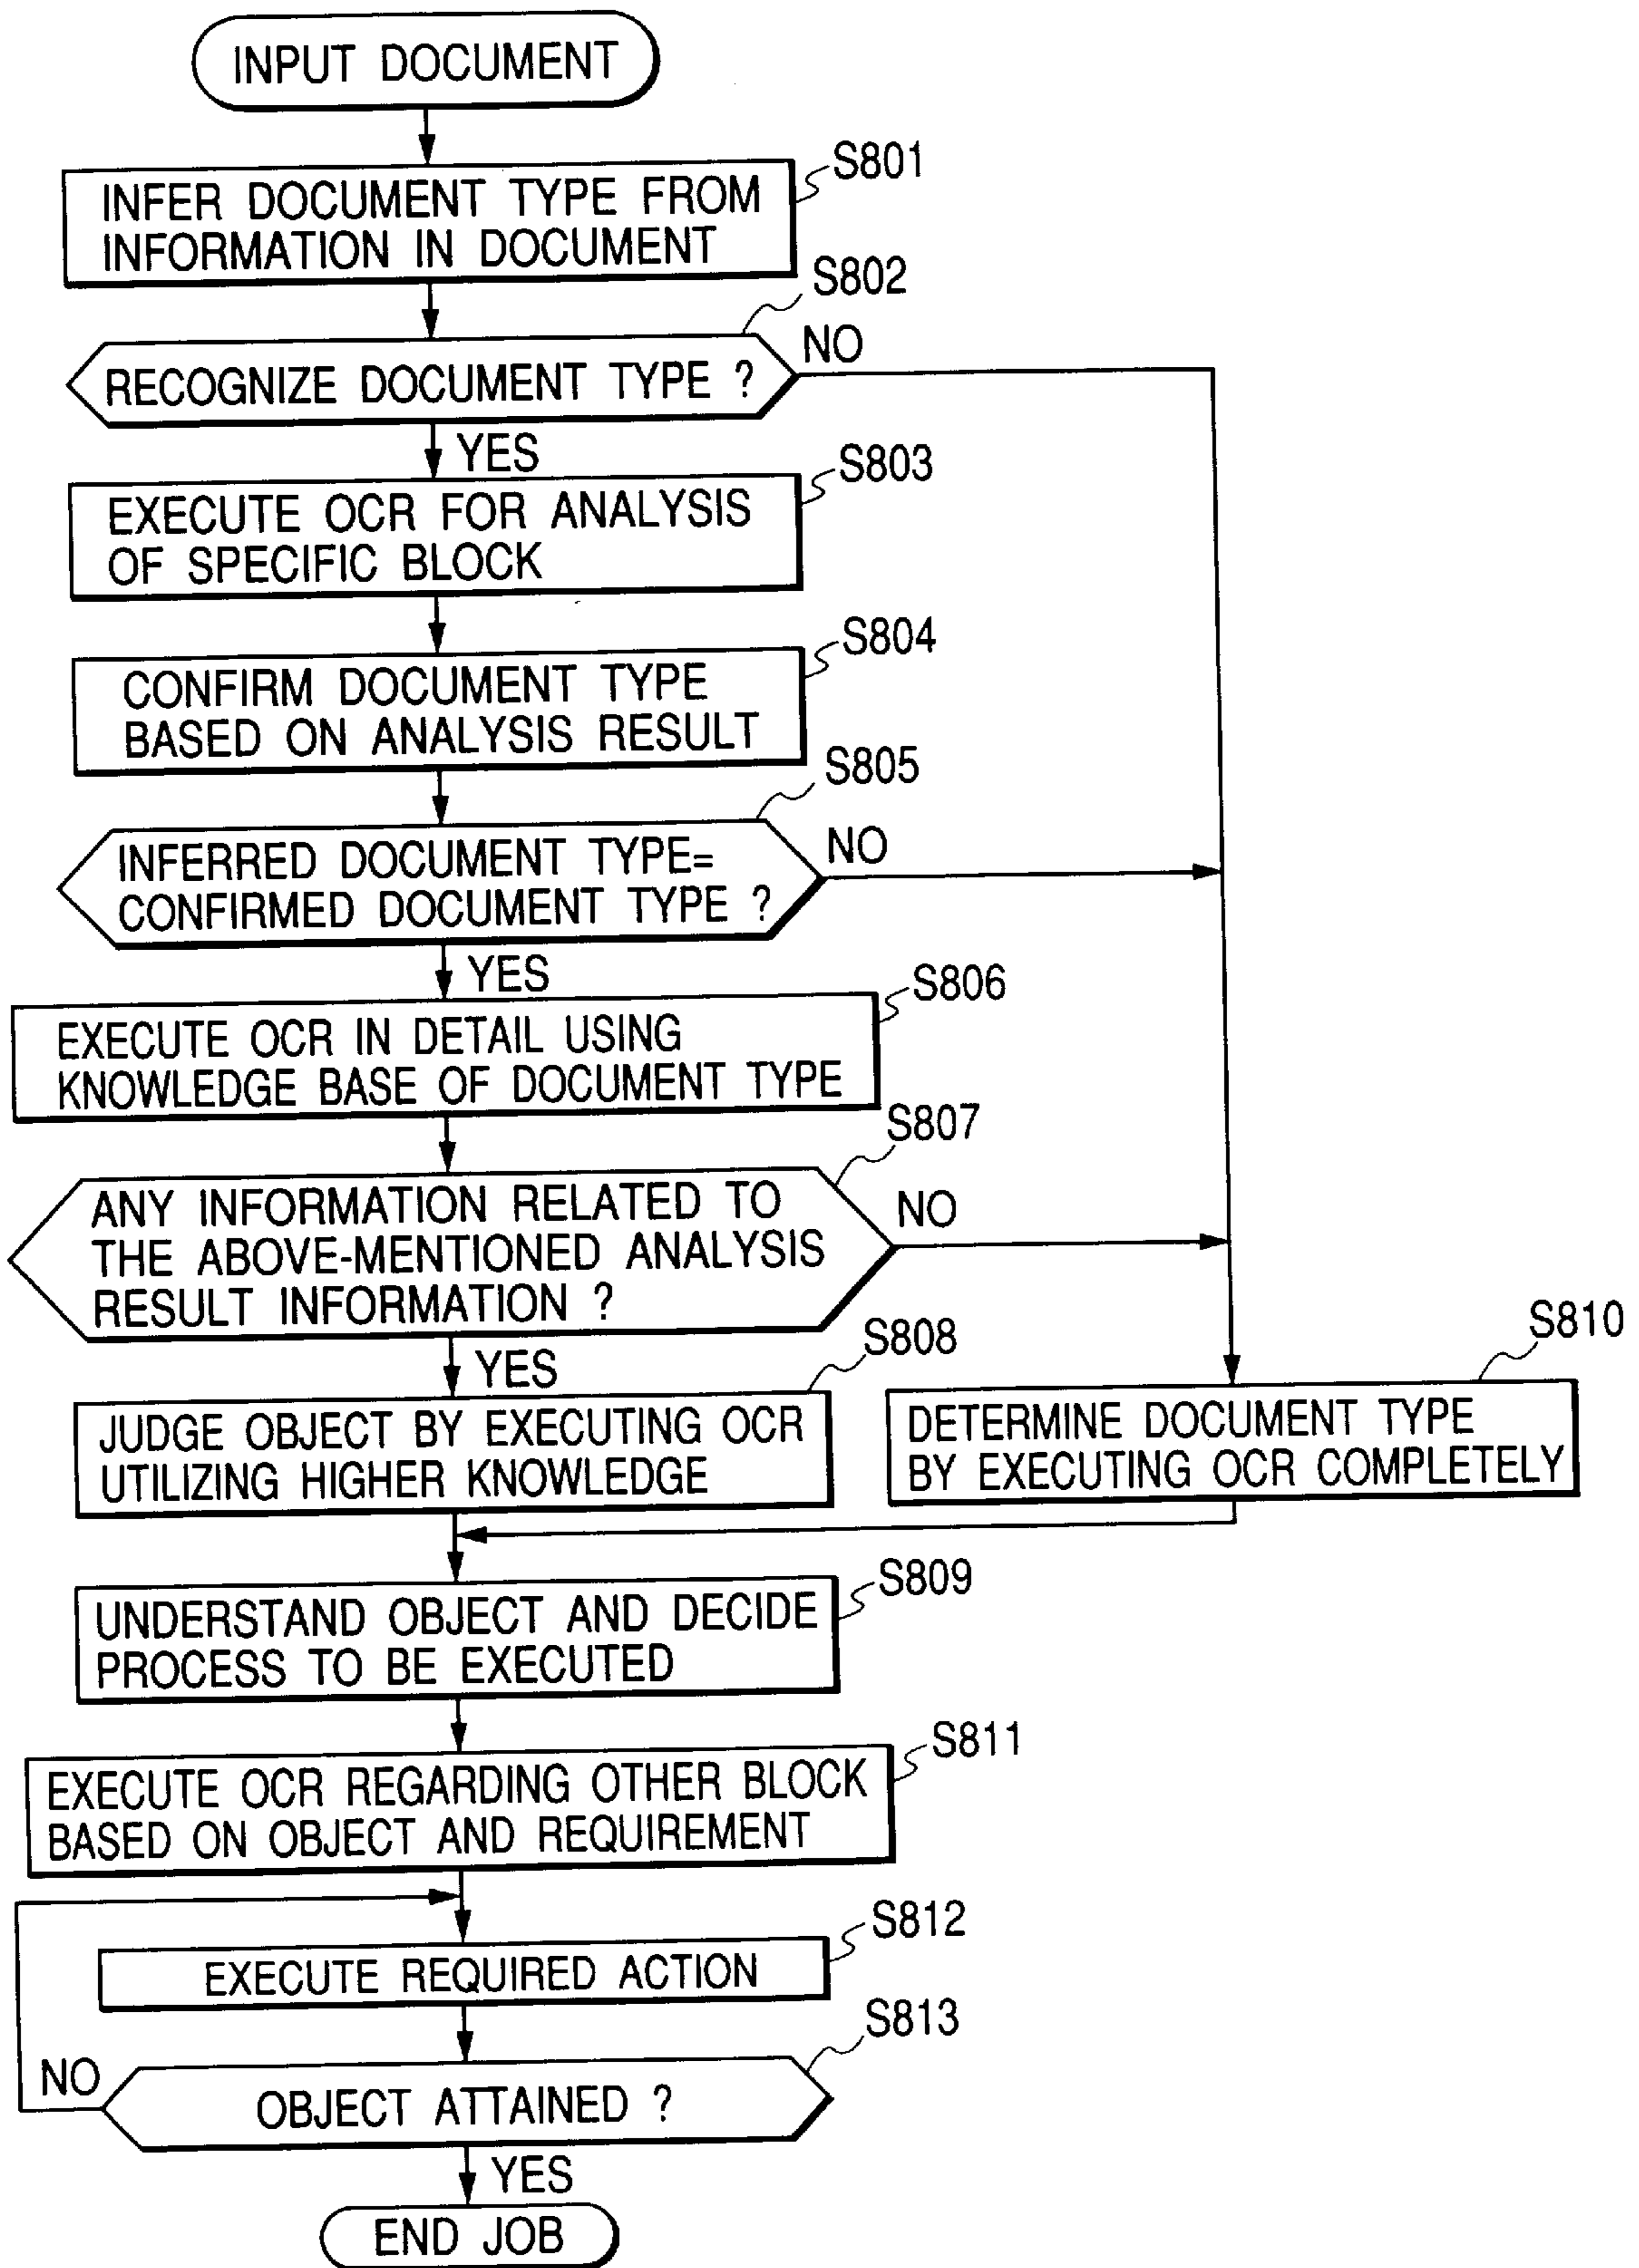 INPUT DOCUMENT
S801
INFER DOCUMENT TYPE FROM
INFORMATION IN DOCUMENT
S802
RECOGNIZE DOCUMENT TYPE ?
NO
YES
S803
EXECUTE OCR FOR ANALYSIS
OF SPECIFIC BLOCK
S804
CONFIRM DOCUMENT TYPE
BASED ON ANALYSIS RESULT
S805
INFERRED DOCUMENT TYPE=
CONFIRMED DOCUMENT TYPE ?
NO
YES
S806
EXECUTE OCR IN DETAIL USING
KNOWLEDGE BASE OF DOCUMENT TYPE
S807
ANY INFORMATION RELATED TO
THE ABOVE-MENTIONED ANALYSIS
RESULT INFORMATION ?
NO
YES
S808
JUDGE OBJECT BY EXECUTING OCR
UTILIZING HIGHER KNOWLEDGE
S810
DETERMINE DOCUMENT TYPE
BY EXECUTING OCR COMPLETELY
S809
UNDERSTAND OBJECT AND DECIDE
PROCESS TO BE EXECUTED
S811
EXECUTE OCR REGARDING OTHER BLOCK
BASED ON OBJECT AND REQUIREMENT
S812
EXECUTE REQUIRED ACTION
S813
NO
OBJECT ATTAINED ?
YES
END JOB